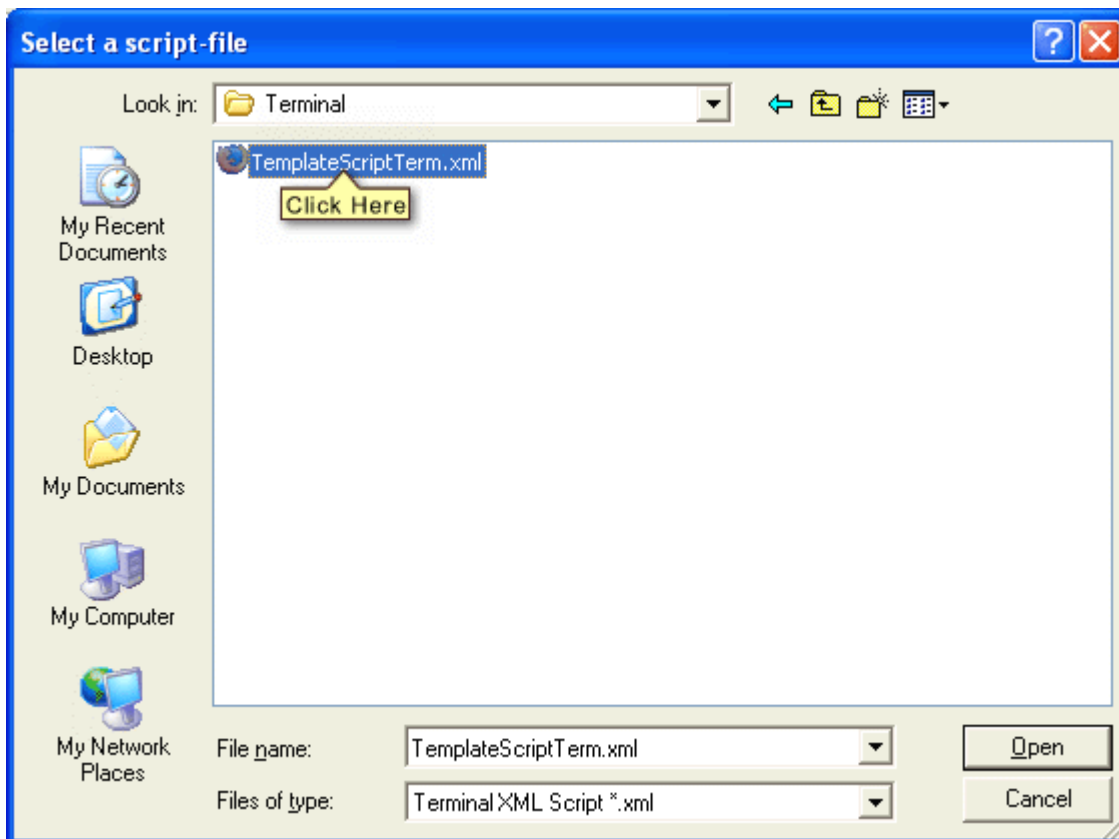 Select a script-file
Look in: Terminal
TemplateScriptTerm.xml
Click Here
My Recent
Documents
Desktop
My Documents
My Computer
My Network
Places
File name: TemplateScriptTerm.xml Open
Files of type: Terminal XML Script *.xml Cancel